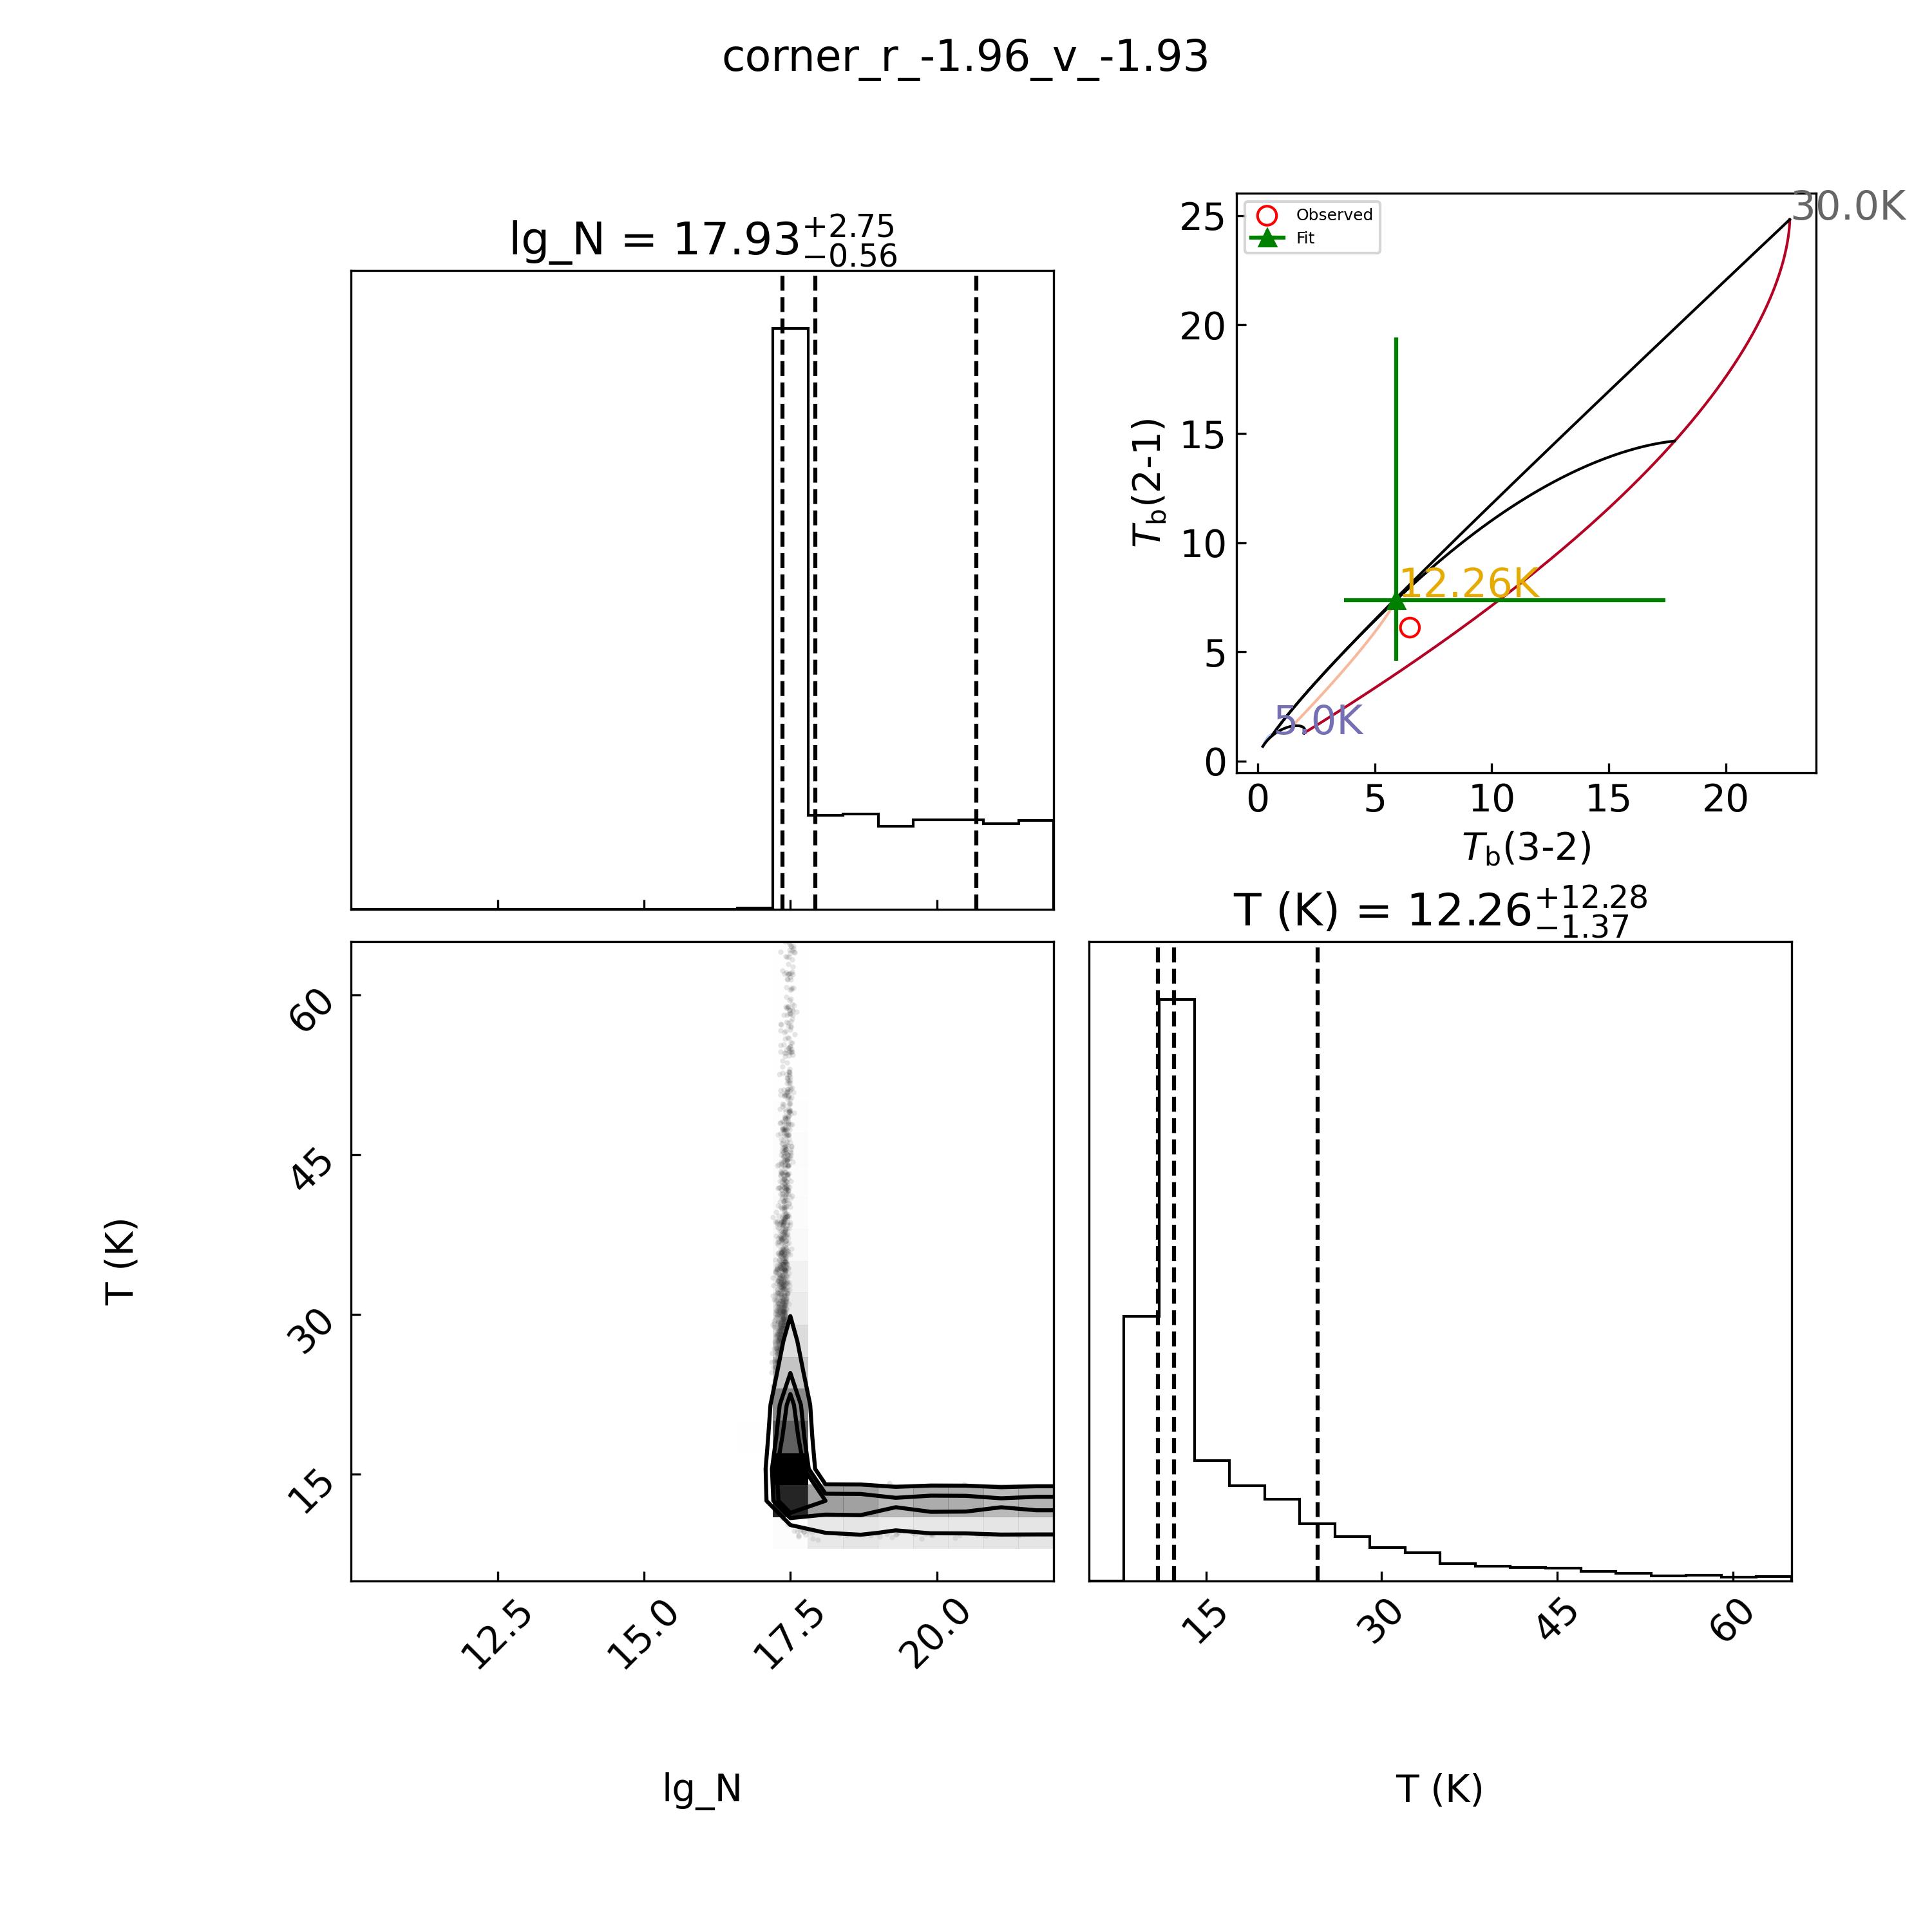 corner_r_-1.96_v_-1.93
lg_N = 17.93 +2.75 −0.56
30.0K
25
20
15
10
5
0
Observed
Fit
12.26K
5.0K
T_b(2-1)
0 5 10 15 20
T_b(3-2)
T (K) = 12.26 +12.28 −1.37
60
45
30
15
T (K)
12.5 15.0 17.5 20.0
15 30 45 60
lg_N
T (K)